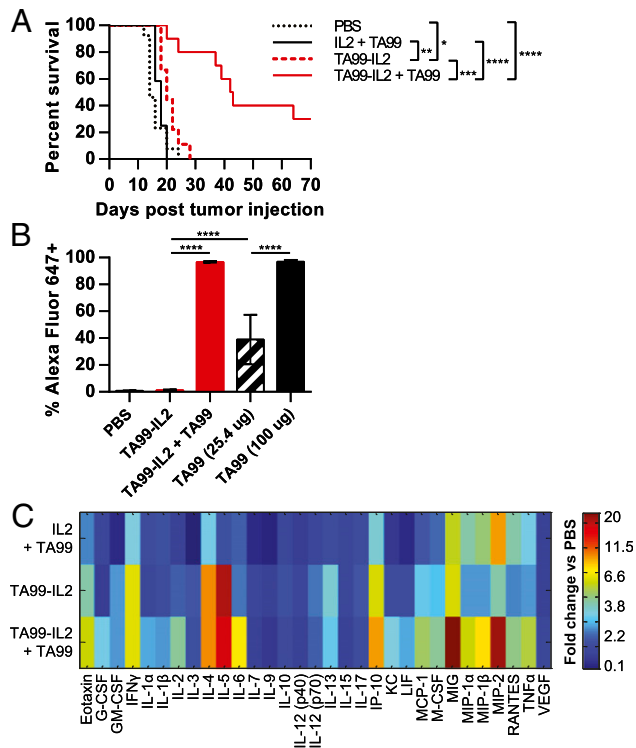 A
Percent survival
100
80
60
40
20
0
0 10 20 30 40 50 60 70
Days post tumor injection
PBS
IL2 + TA99
TA99-IL2
TA99-IL2 + TA99
**
*
***
****
****
B
% Alexa Fluor 647+
100
80
60
40
20
0
****
****
****
PBS
TA99-IL2
TA99-IL2 + TA99
TA99 (25.4 ug)
TA99 (100 ug)
C
IL2
+ TA99
TA99-IL2
TA99-IL2
+ TA99
Eotaxin
G-CSF
GM-CSF
IFNγ
IL-1α
IL-1β
IL-2
IL-3
IL-4
IL-5
IL-6
IL-7
IL-9
IL-10
IL-12 (p40)
IL-12 (p70)
IL-13
IL-15
IL-17
IP-10
KC
LIF
MCP-1
M-CSF
MIG
MIP-1α
MIP-1β
MIP-2
RANTES
TNFα
VEGF
Fold change vs PBS
20
11.5
6.6
3.8
2.2
0.1